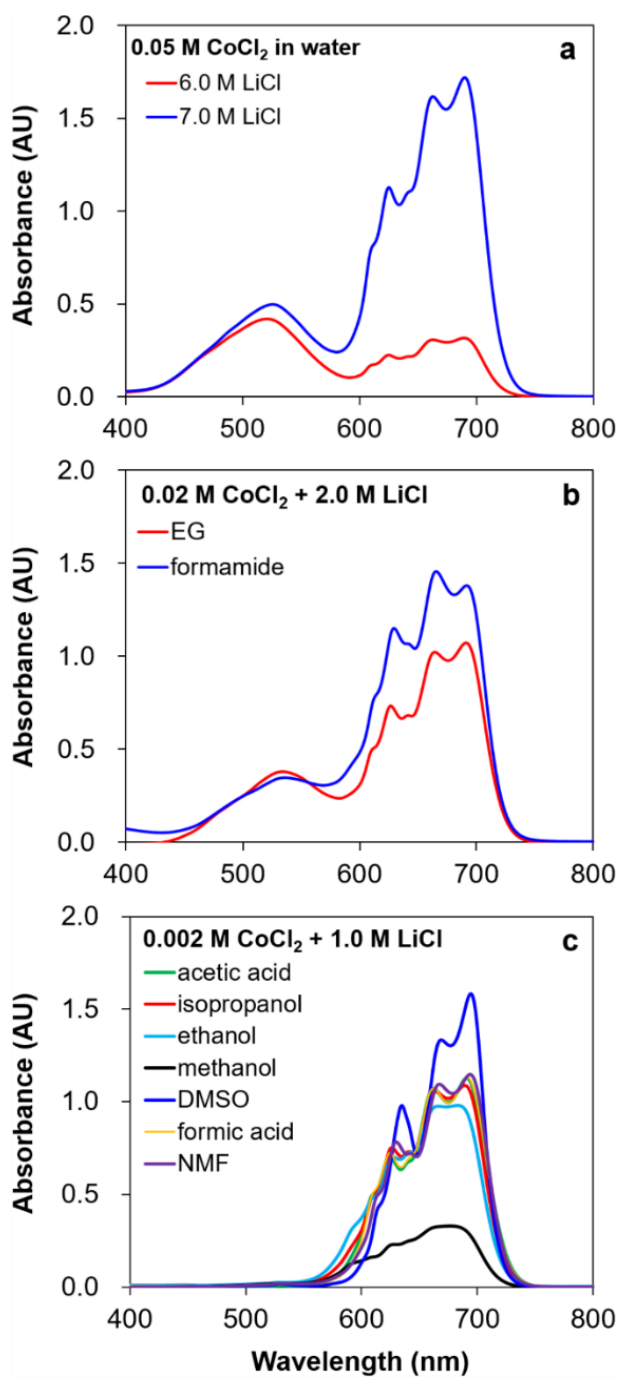 0.05 M CoCl₂ in water
a
6.0 M LiCl
7.0 M LiCl
Absorbance (AU)
2.0
1.5
1.0
0.5
0.0
400 500 600 700 800
0.02 M CoCl₂ + 2.0 M LiCl
b
EG
formamide
Absorbance (AU)
2.0
1.5
1.0
0.5
0.0
400 500 600 700 800
0.002 M CoCl₂ + 1.0 M LiCl
c
acetic acid
isopropanol
ethanol
methanol
DMSO
formic acid
NMF
Absorbance (AU)
2.0
1.5
1.0
0.5
0.0
400 500 600 700 800
Wavelength (nm)